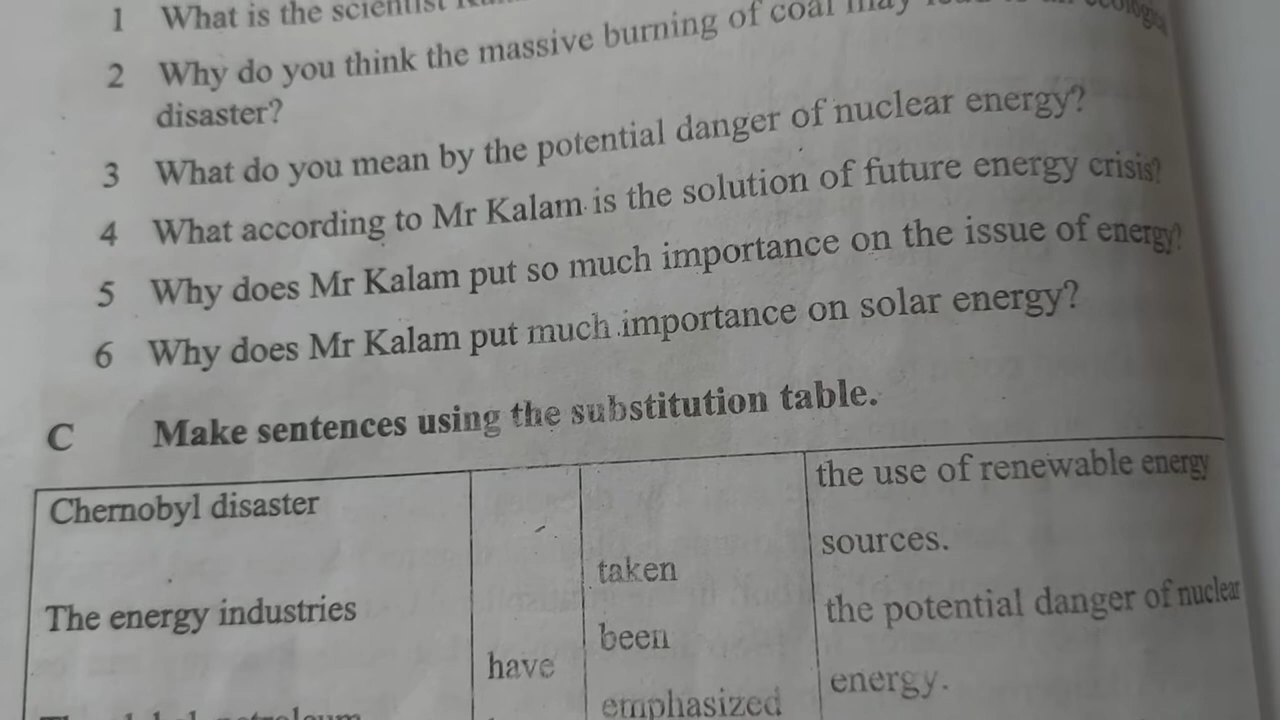 1 What is the scientist
2 Why do you think the massive burning of coal may
disaster?
3 What do you mean by the potential danger of nuclear energy?
4 What according to Mr Kalam is the solution of future energy crisis?
5 Why does Mr Kalam put so much importance on the issue of energy?
6 Why does Mr Kalam put much importance on solar energy?
C Make sentences using the substitution table.
Chernobyl disaster
The energy industries
have
taken
been
emphasized
the use of renewable energy
sources.
the potential danger of nuclear
energy.